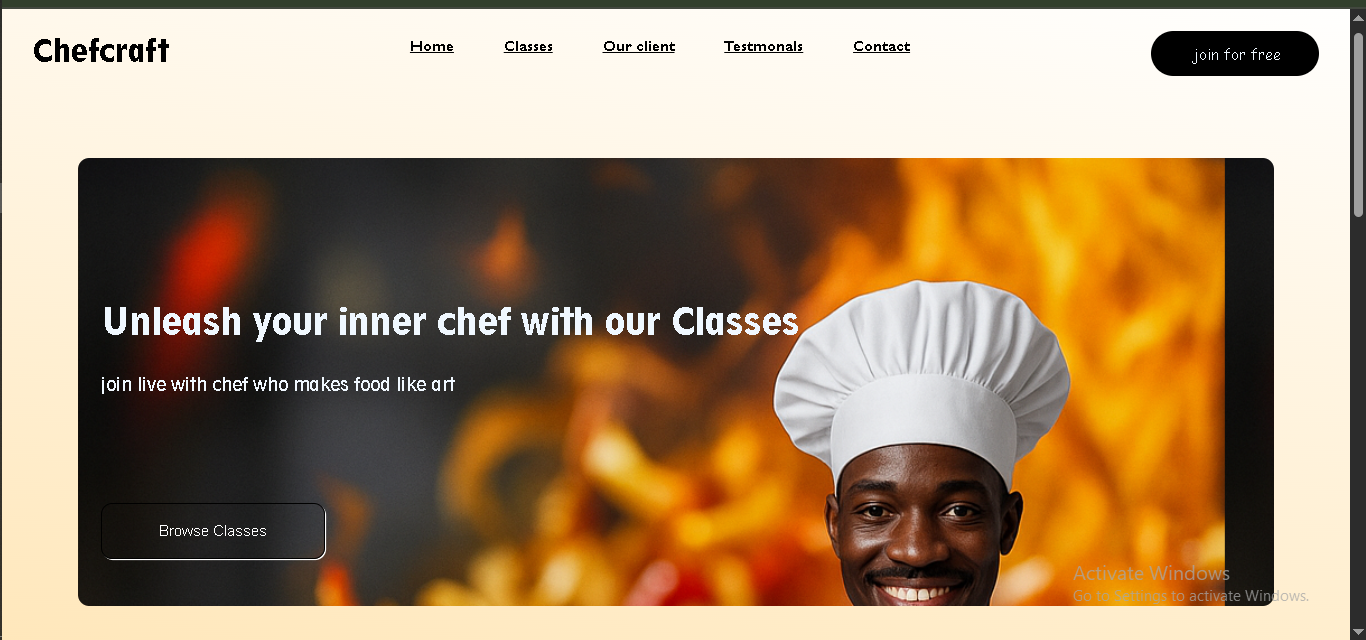 Chefcraft
Home Classes Our client Testmonals Contact
join for free
Unleash your inner chef with our Classes
join live with chef who makes food like art
Browse Classes
Activate Windows
Go to Settings to activate Windows.